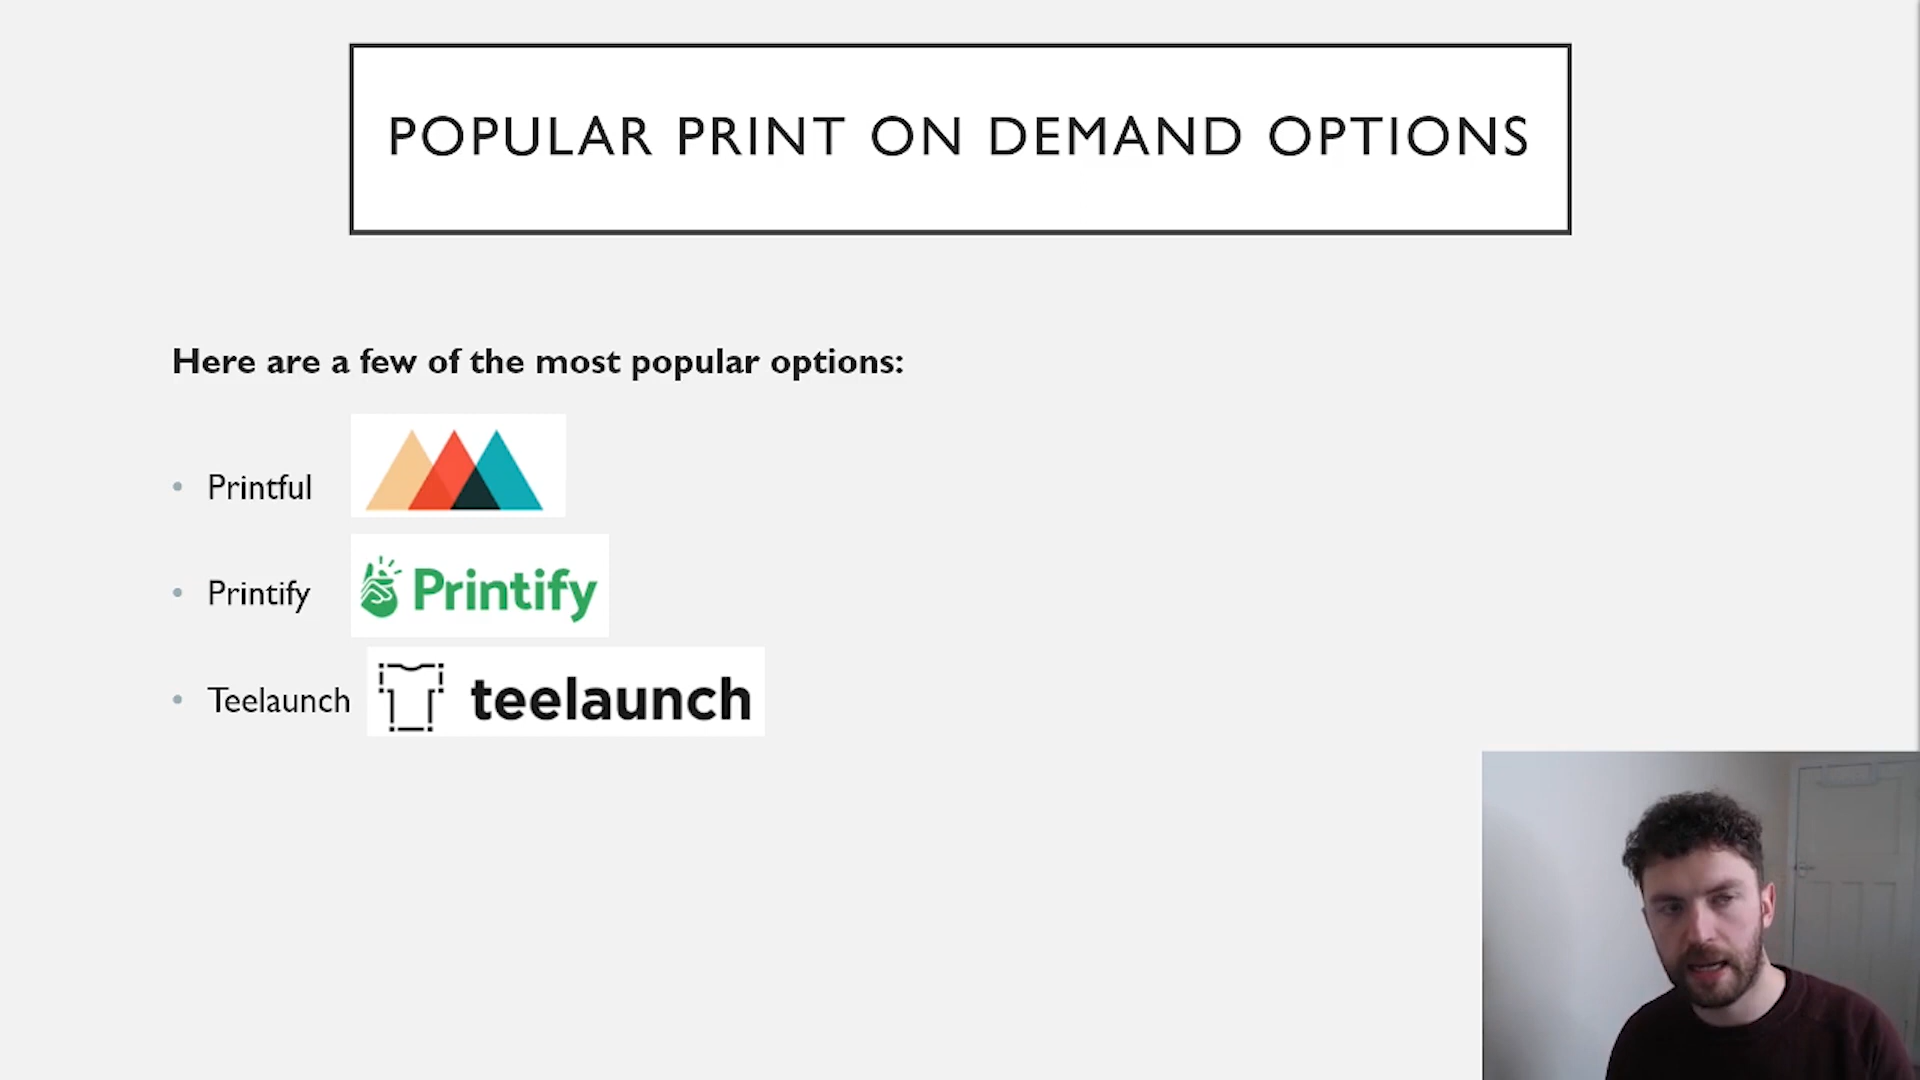 POPULAR PRINT ON DEMAND OPTIONS
Here are a few of the most popular options:
• Printful
• Printify Printify
• Teelaunch teelaunch